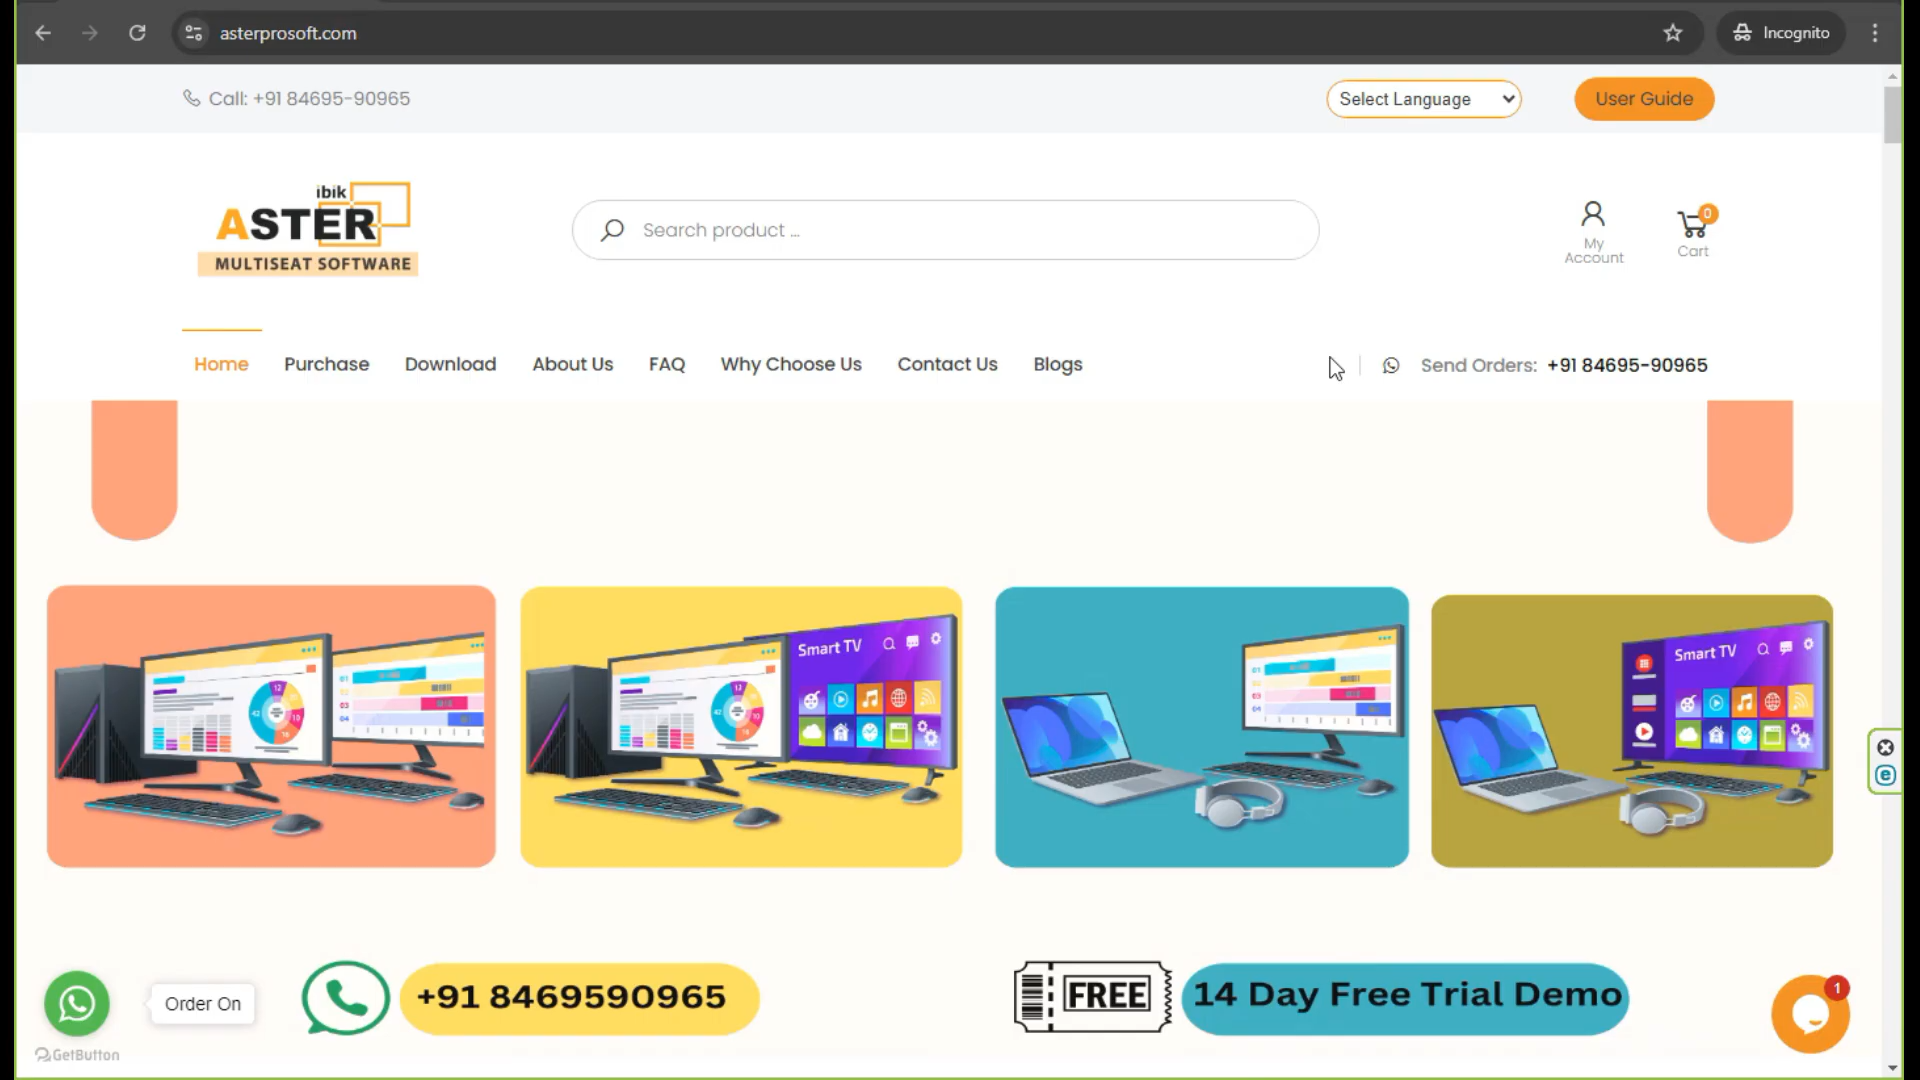 asterprosoft.com
Incognito
Call: +91 84695-90965
Select Language
User Guide
ibik
ASTER
MULTISEAT SOFTWARE
Search product ...
My
Account
0
Cart
Home
Purchase
Download
About Us
FAQ
Why Choose Us
Contact Us
Blogs
Send Orders: +91 84695-90965
Smart TV
Smart TV
Order On
+91 8469590965
FREE
14 Day Free Trial Demo
1
GetButton